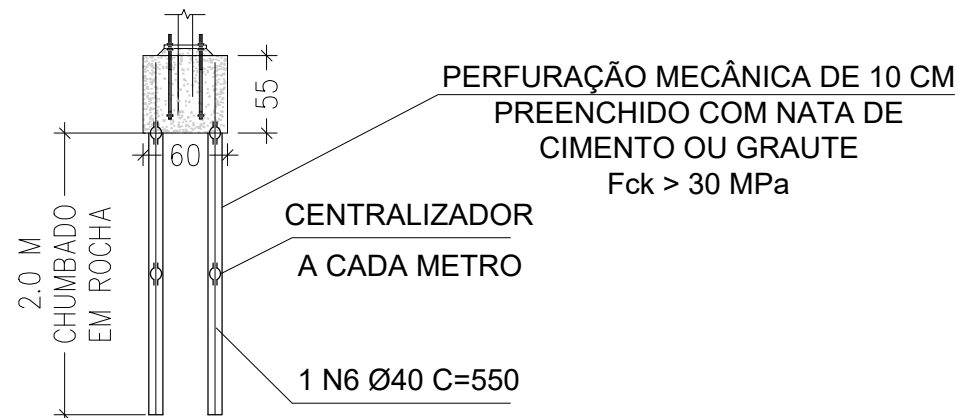 55
60
PERFURAÇÃO MECÂNICA DE 10 CM
PREENCHIDO COM NATA DE
CIMENTO OU GRAUTE
Fck > 30 MPa
2.0 M
CHUMBADO
EM ROCHA
CENTRALIZADOR
A CADA METRO
1 N6 Ø40 C=550